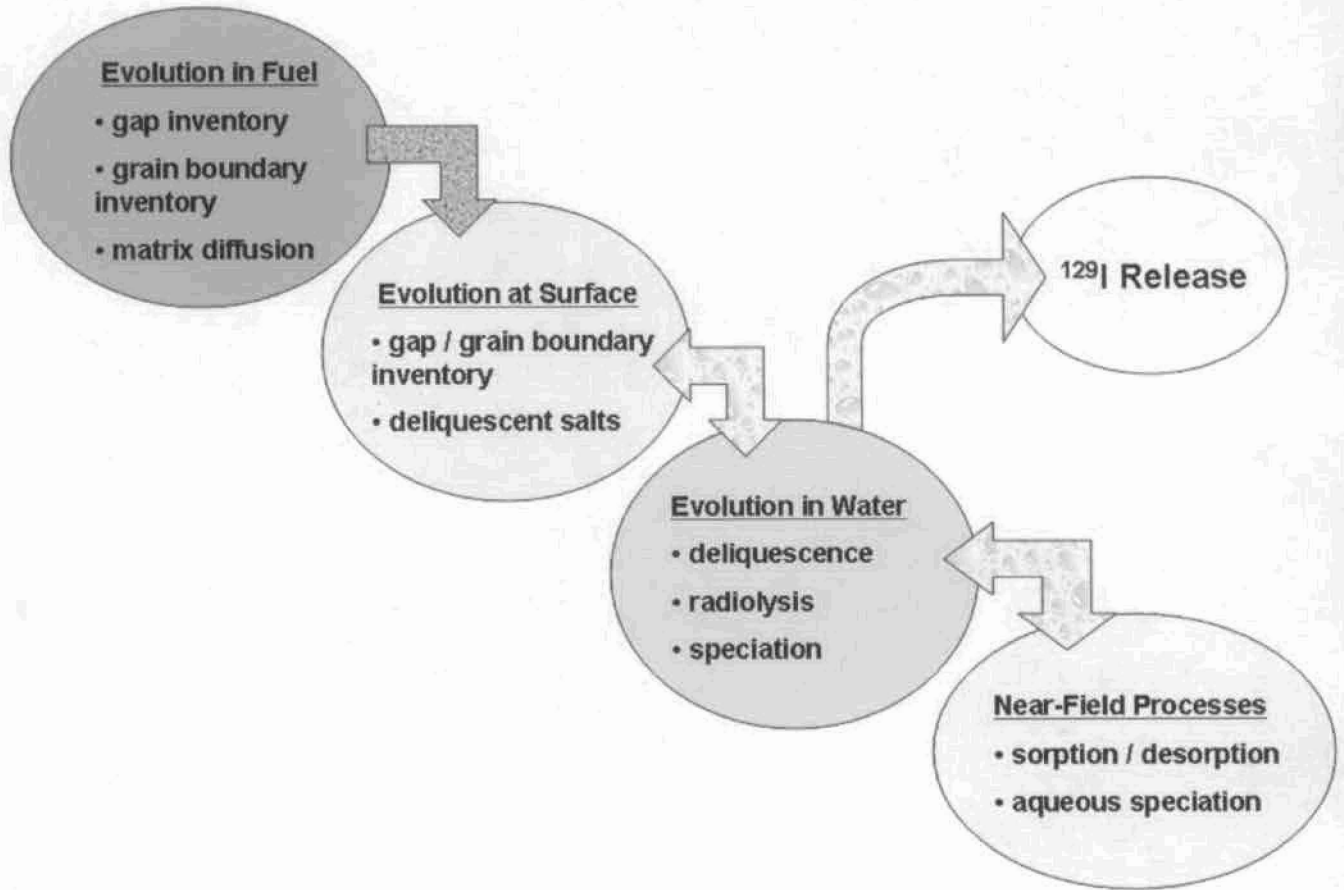 Evolution in Fuel
• gap inventory
• grain boundary
inventory
• matrix diffusion
Evolution at Surface
• gap / grain boundary
inventory
• deliquescent salts
129I Release
Evolution in Water
• deliquescence
• radiolysis
• speciation
Near-Field Processes
• sorption / desorption
• aqueous speciation